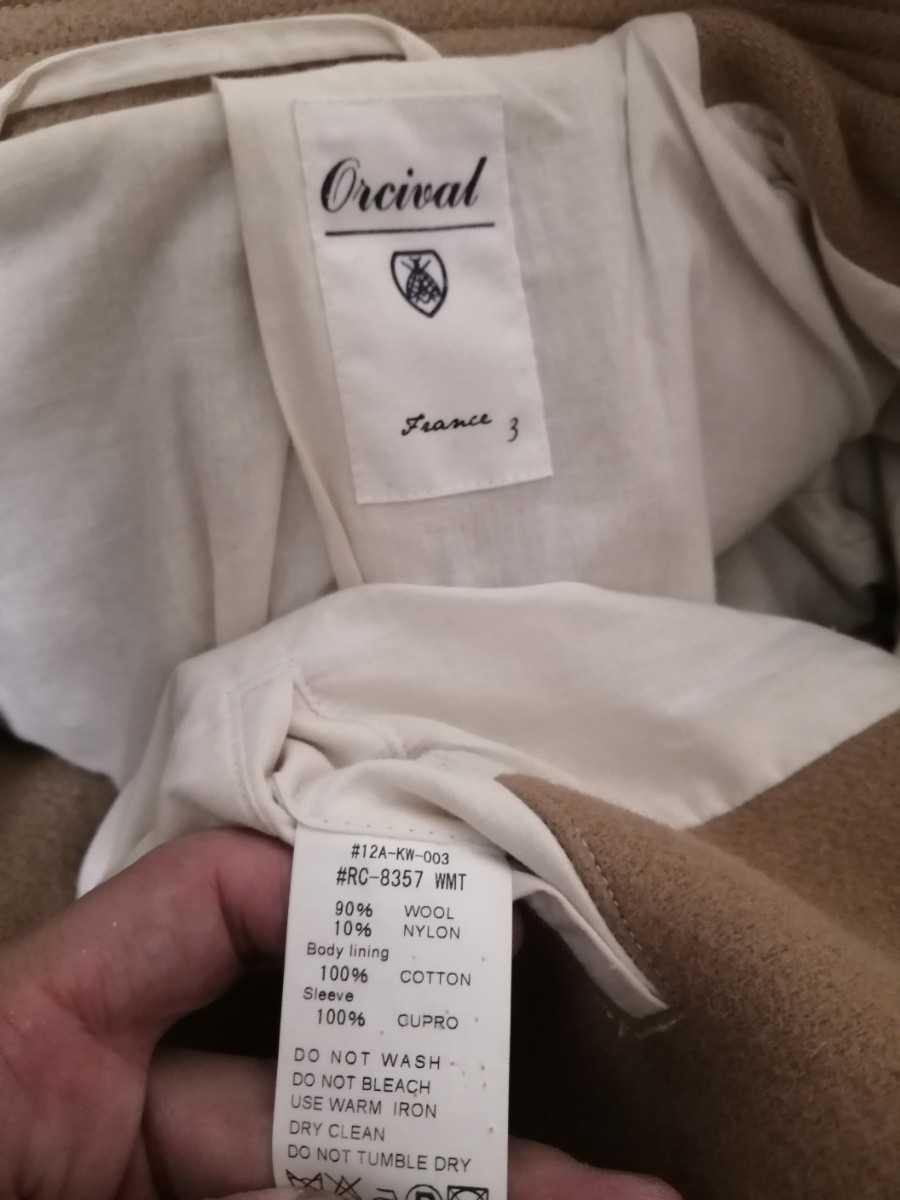 Orcival
France 3
#12A-KW-003
#RC-8357 WMT
90% WOOL
10% NYLON
Body lining
100% COTTON
Sleeve
100% CUPRO
DO NOT WASH
DO NOT BLEACH
USE WARM IRON
DRY CLEAN
DO NOT TUMBLE DRY